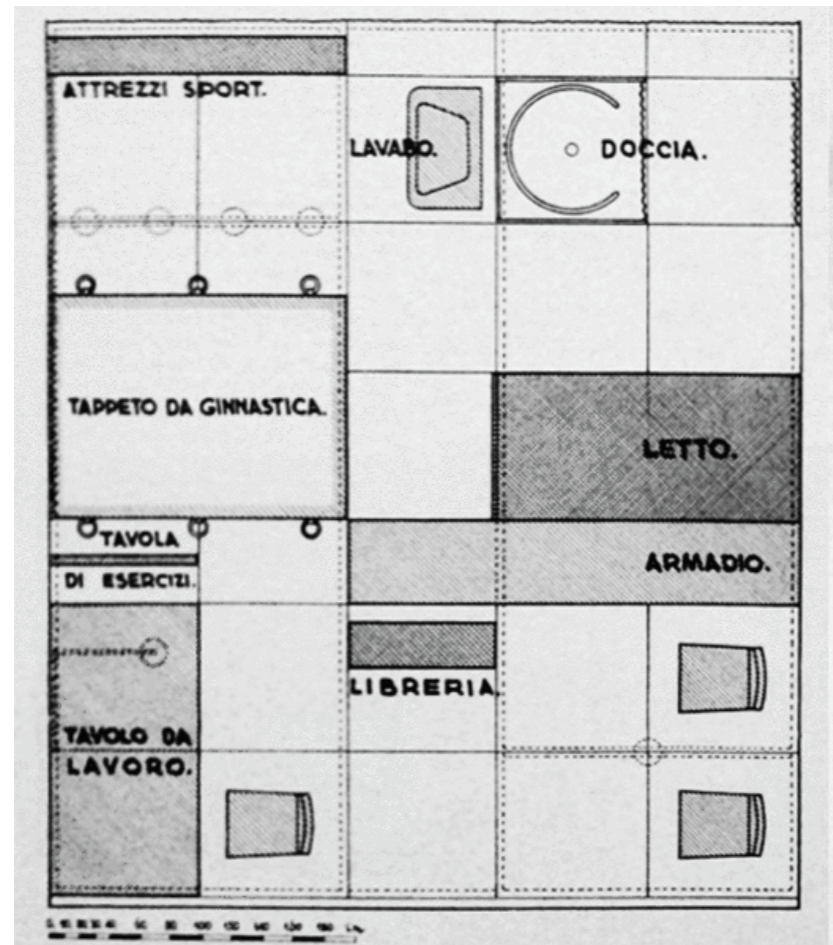 ATTREZZI SPORT.
LAVABO.
DOCCIA.
TAPPETO DA GINNASTICA.
LETTO.
TAVOLA
DI ESERCIZI.
ARMADIO.
LIBRERIA.
TAVOLO DA
LAVORO.